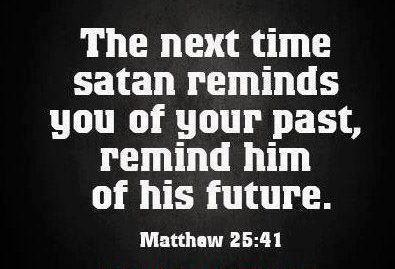 The next time
satan reminds
you of your past,
remind him
of his future.
Matthew 25:41